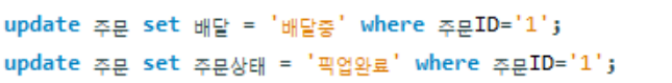 update 주문 set 배달 = '배달중' where 주문ID='1';
update 주문 set 주문상태 = '픽업완료' where 주문ID='1';